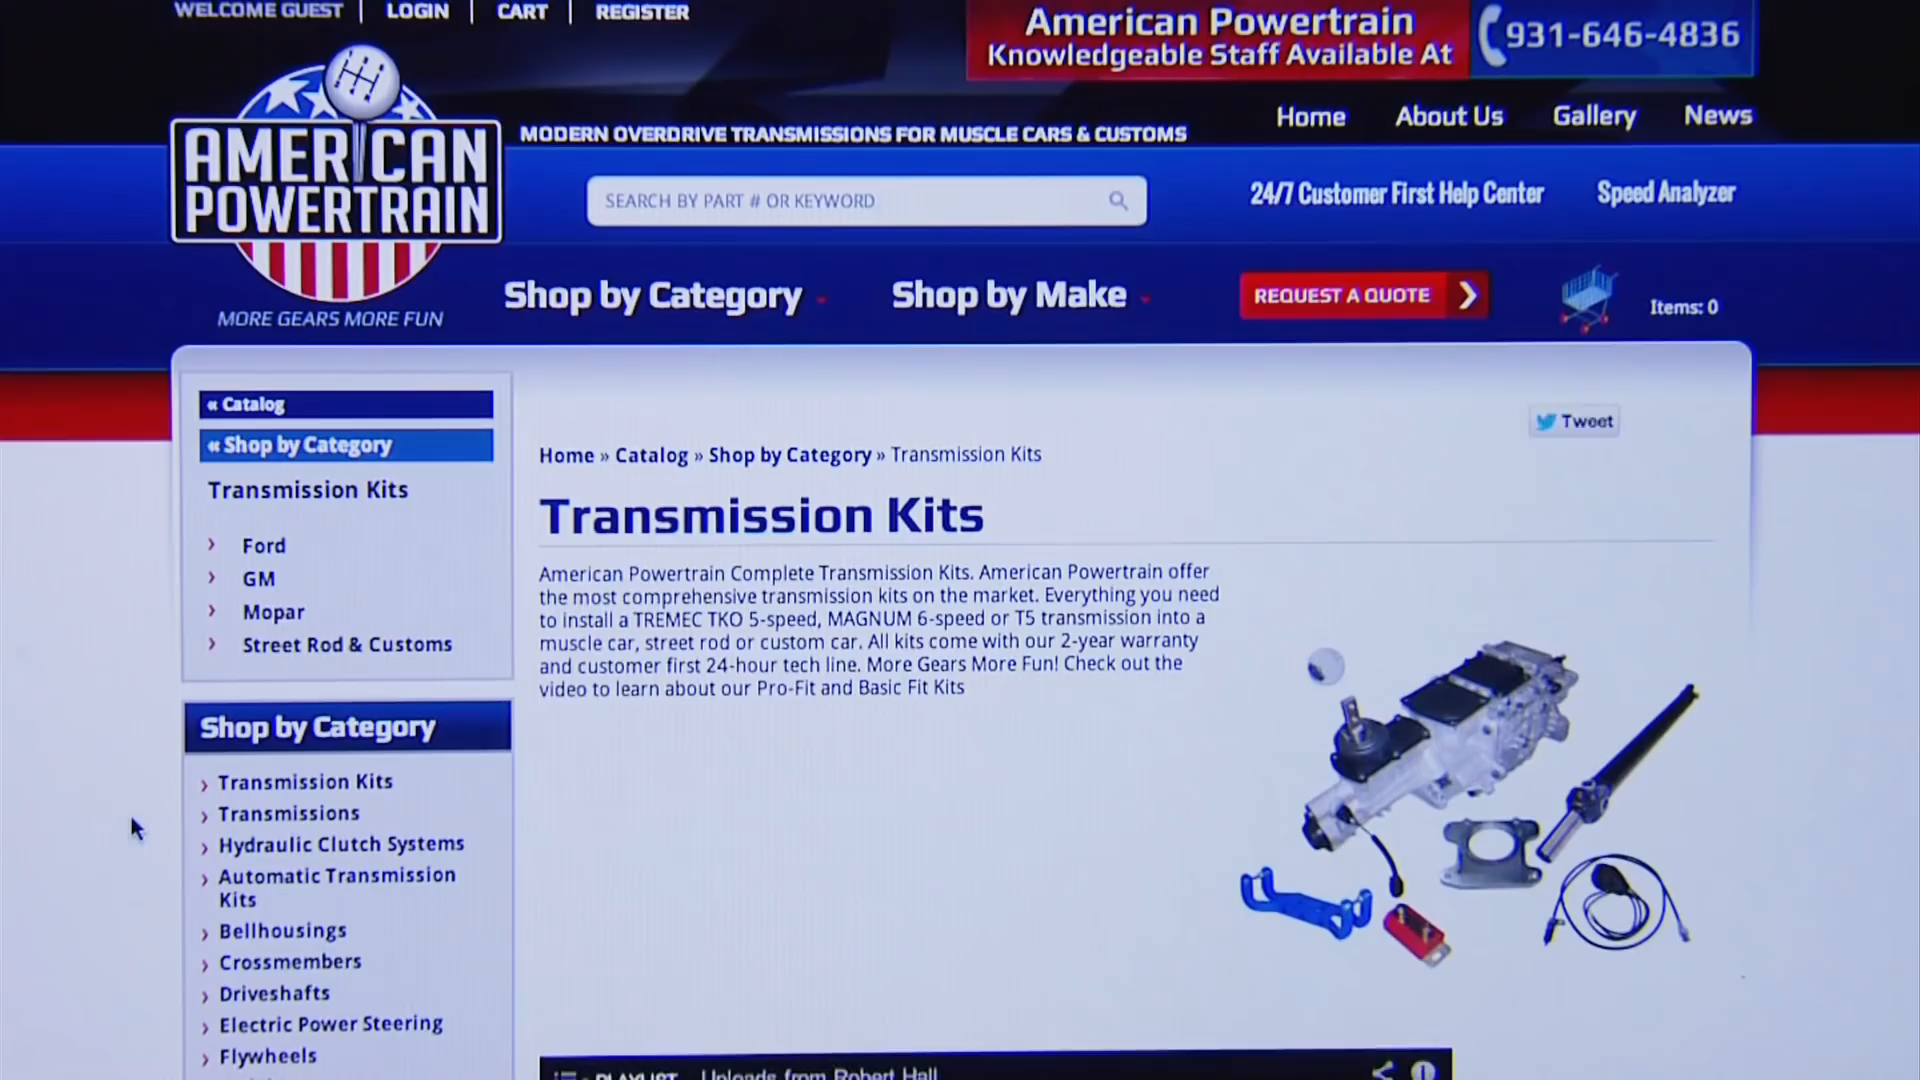 WELCOME GUEST | LOGIN | CART | REGISTER
American Powertrain
Knowledgeable Staff Available At
931-646-4836
Home About Us Gallery News
AMERICAN
POWERTRAIN
MORE GEARS MORE FUN
MODERN OVERDRIVE TRANSMISSIONS FOR MUSCLE CARS & CUSTOMS
SEARCH BY PART # OR KEYWORD
24/7 Customer First Help Center Speed Analyzer
Shop by Category Shop by Make
REQUEST A QUOTE
Items: 0
« Catalog
« Shop by Category
Transmission Kits
Ford
GM
Mopar
Street Rod & Customs
Shop by Category
Transmission Kits
Transmissions
Hydraulic Clutch Systems
Automatic Transmission
Kits
Bellhousings
Crossmembers
Driveshafts
Electric Power Steering
Flywheels
Tweet
Home » Catalog » Shop by Category » Transmission Kits
Transmission Kits
American Powertrain Complete Transmission Kits. American Powertrain offer
the most comprehensive transmission kits on the market. Everything you need
to install a TREMEC TKO 5-speed, MAGNUM 6-speed or T5 transmission into a
muscle car, street rod or custom car. All kits come with our 2-year warranty
and customer first 24-hour tech line. More Gears More Fun! Check out the
video to learn about our Pro-Fit and Basic Fit Kits
PLAYLIST Uploads from Robert Hall